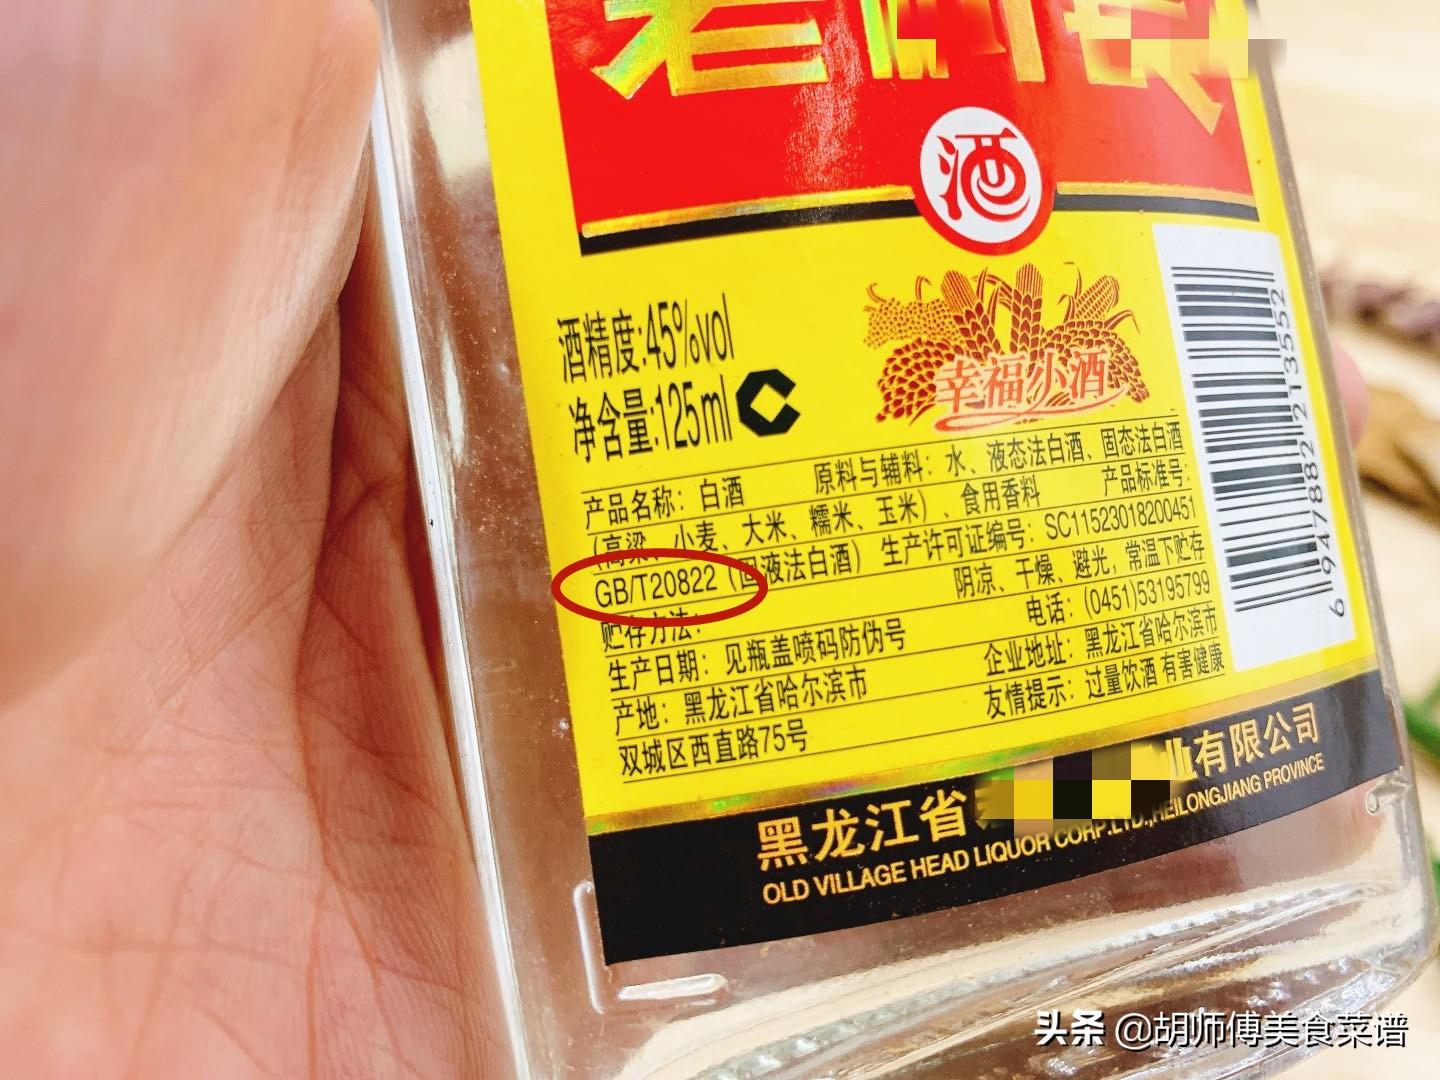 老村长
酒
酒精度:45%vol
净含量:125ml
幸福小酒
产品名称：白酒 原料与辅料：水、液态法白酒、固态法白酒
(高粱、小麦、大米、糯米、玉米)、食用香料 产品标准号：
GB/T20822（固液法白酒） 生产许可证编号：SC11523018200451
贮存方法： 阴凉、干燥、避光，常温下贮存
生产日期：见瓶盖喷码防伪号 电话：(0451)53195799
产地：黑龙江省哈尔滨市 企业地址：黑龙江省哈尔滨市
双城区西直路75号 友情提示：过量饮酒 有害健康
6 947882 213552
黑龙江省 业有限公司
OLD VILLAGE HEAD LIQUOR CORP.LTD.,HEILONGJIANG PROVINCE
头条 @胡师傅美食菜谱